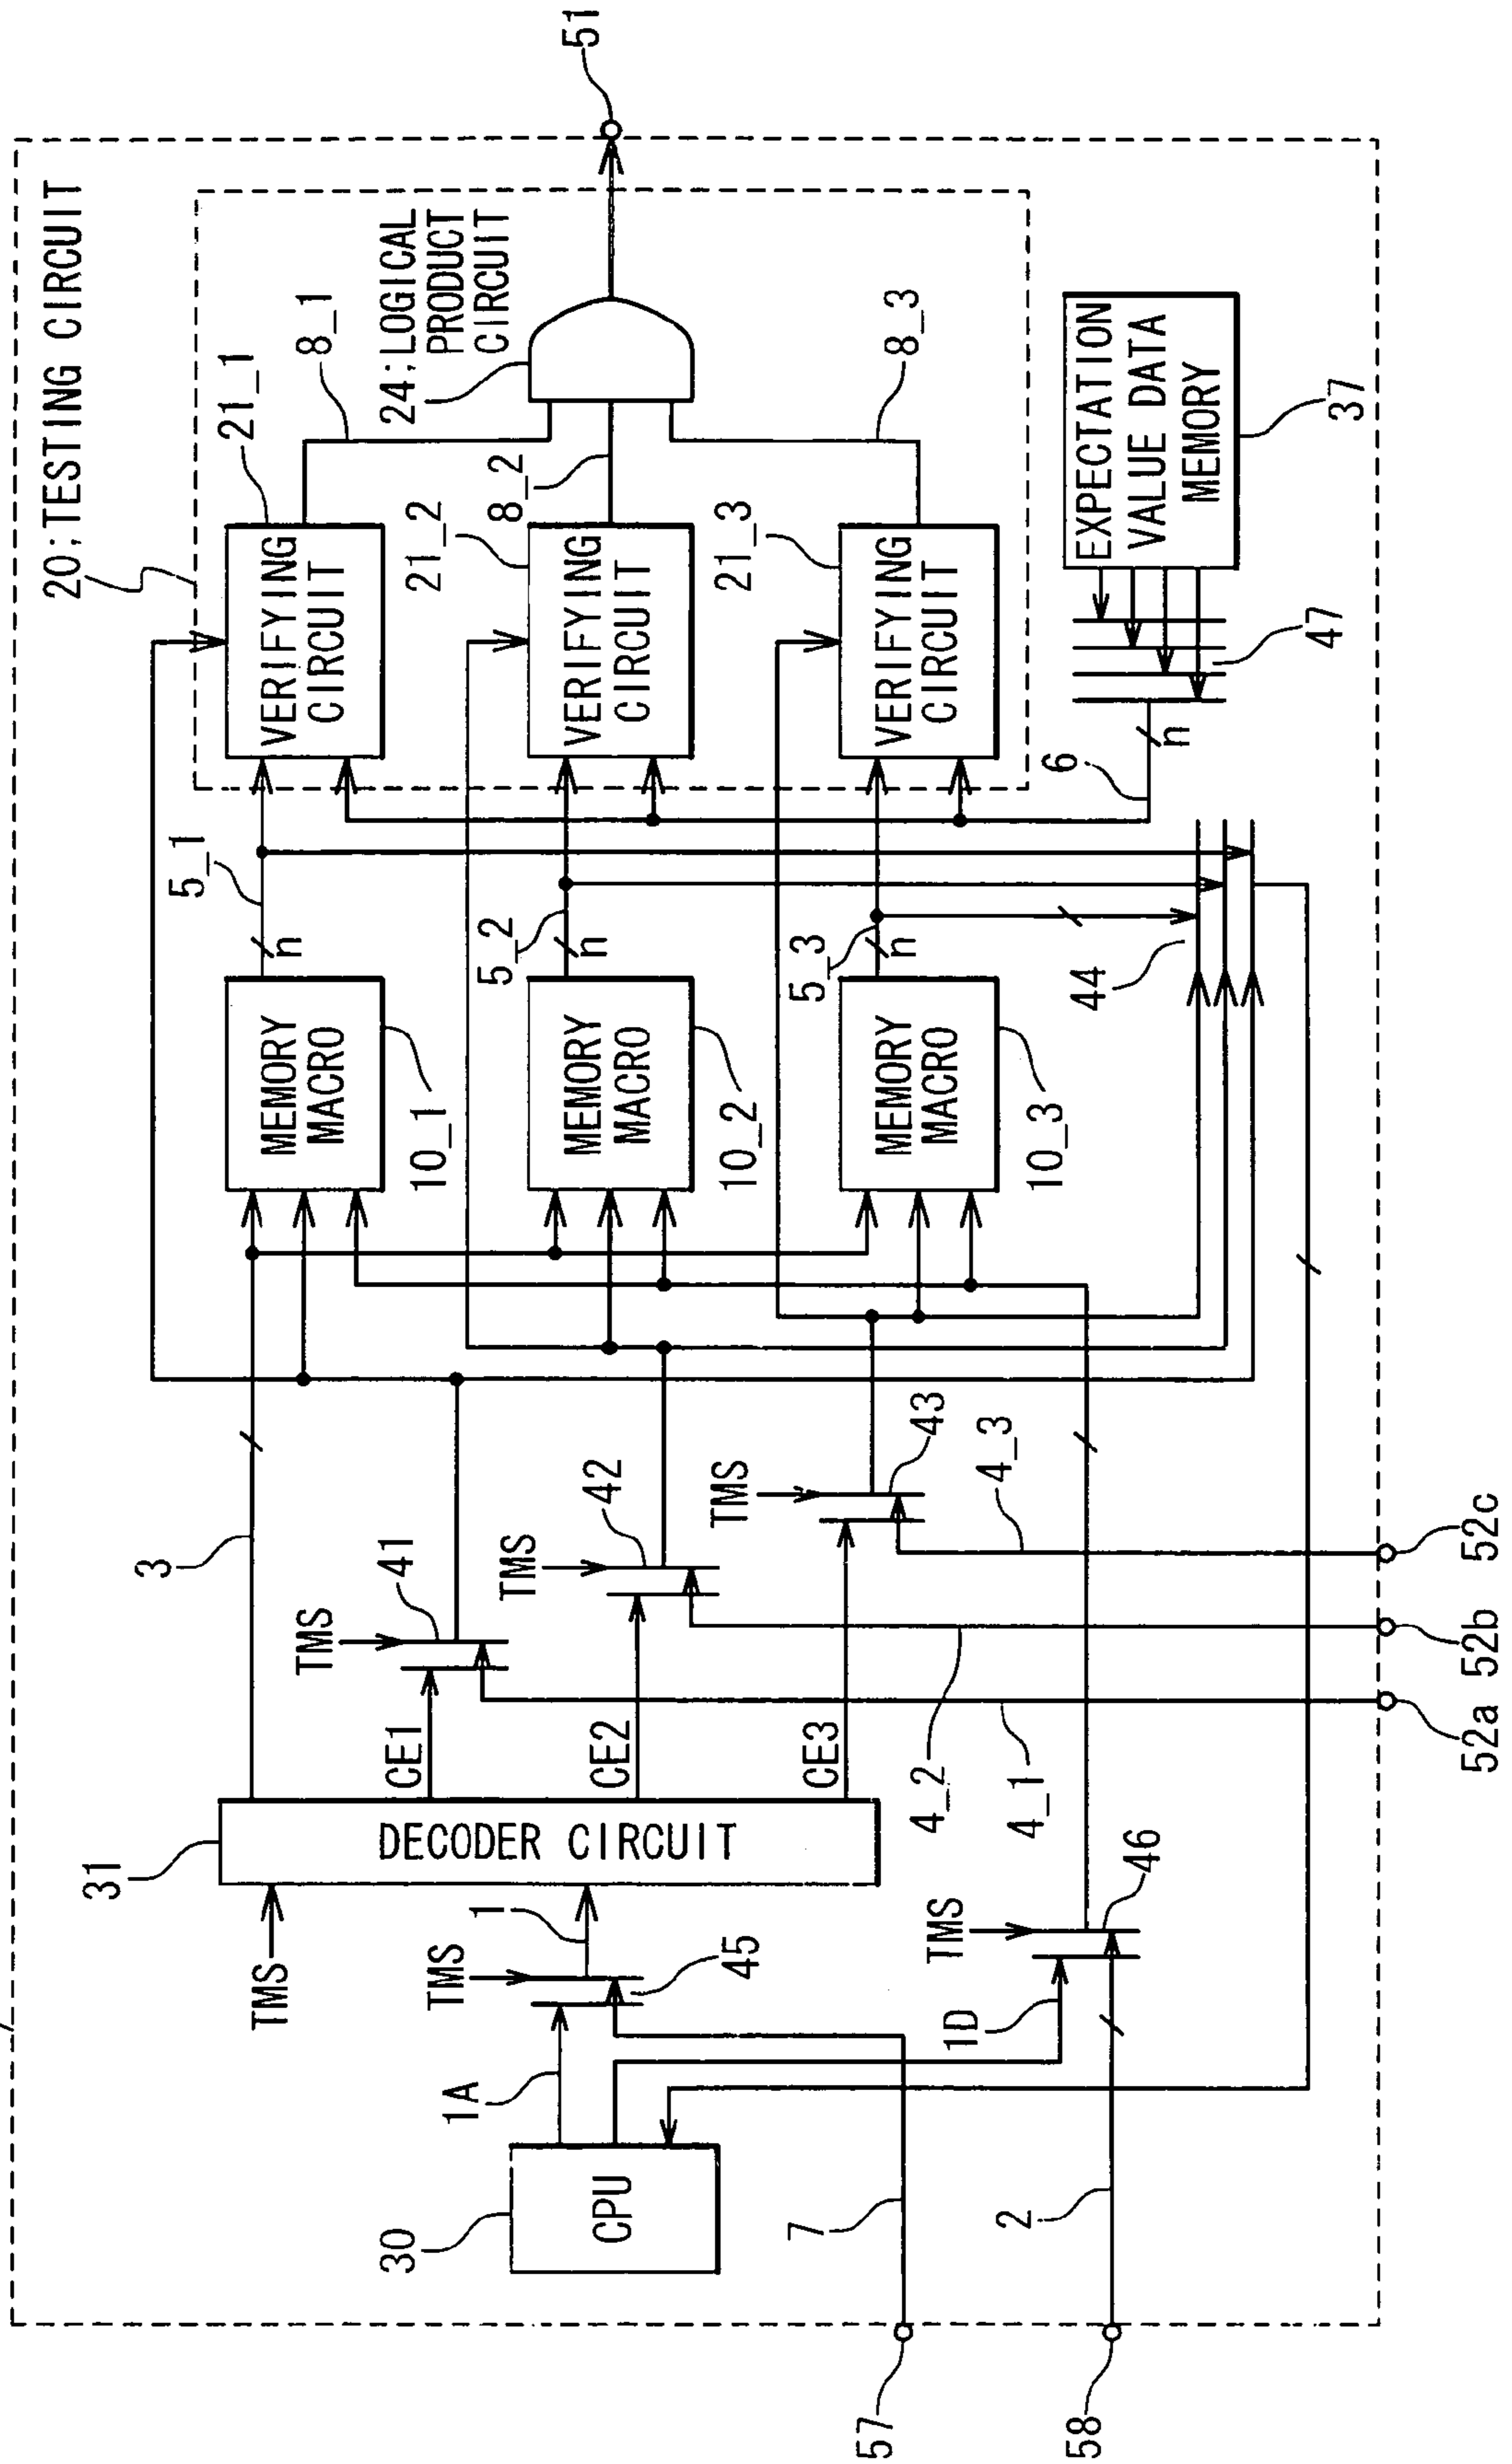 20;TESTING CIRCUIT
51
21_1
8_1
24;LOGICAL
PRODUCT
CIRCUIT
VERIFYING
CIRCUIT
21_2
8_2
VERIFYING
CIRCUIT
21_3
8_3
VERIFYING
CIRCUIT
EXPECTATION
VALUE DATA
MEMORY
37
47
n
6
5_1
n
5_2
n
5_3
n
44
MEMORY
MACRO
10_1
MEMORY
MACRO
10_2
MEMORY
MACRO
10_3
3
TMS
41
TMS
42
TMS
43
4_3
4_2
4_1
52a
52b
52c
CE1
CE2
CE3
31
DECODER CIRCUIT
TMS
TMS
1
45
TMS
46
1A
1D
30
CPU
7
2
57
58